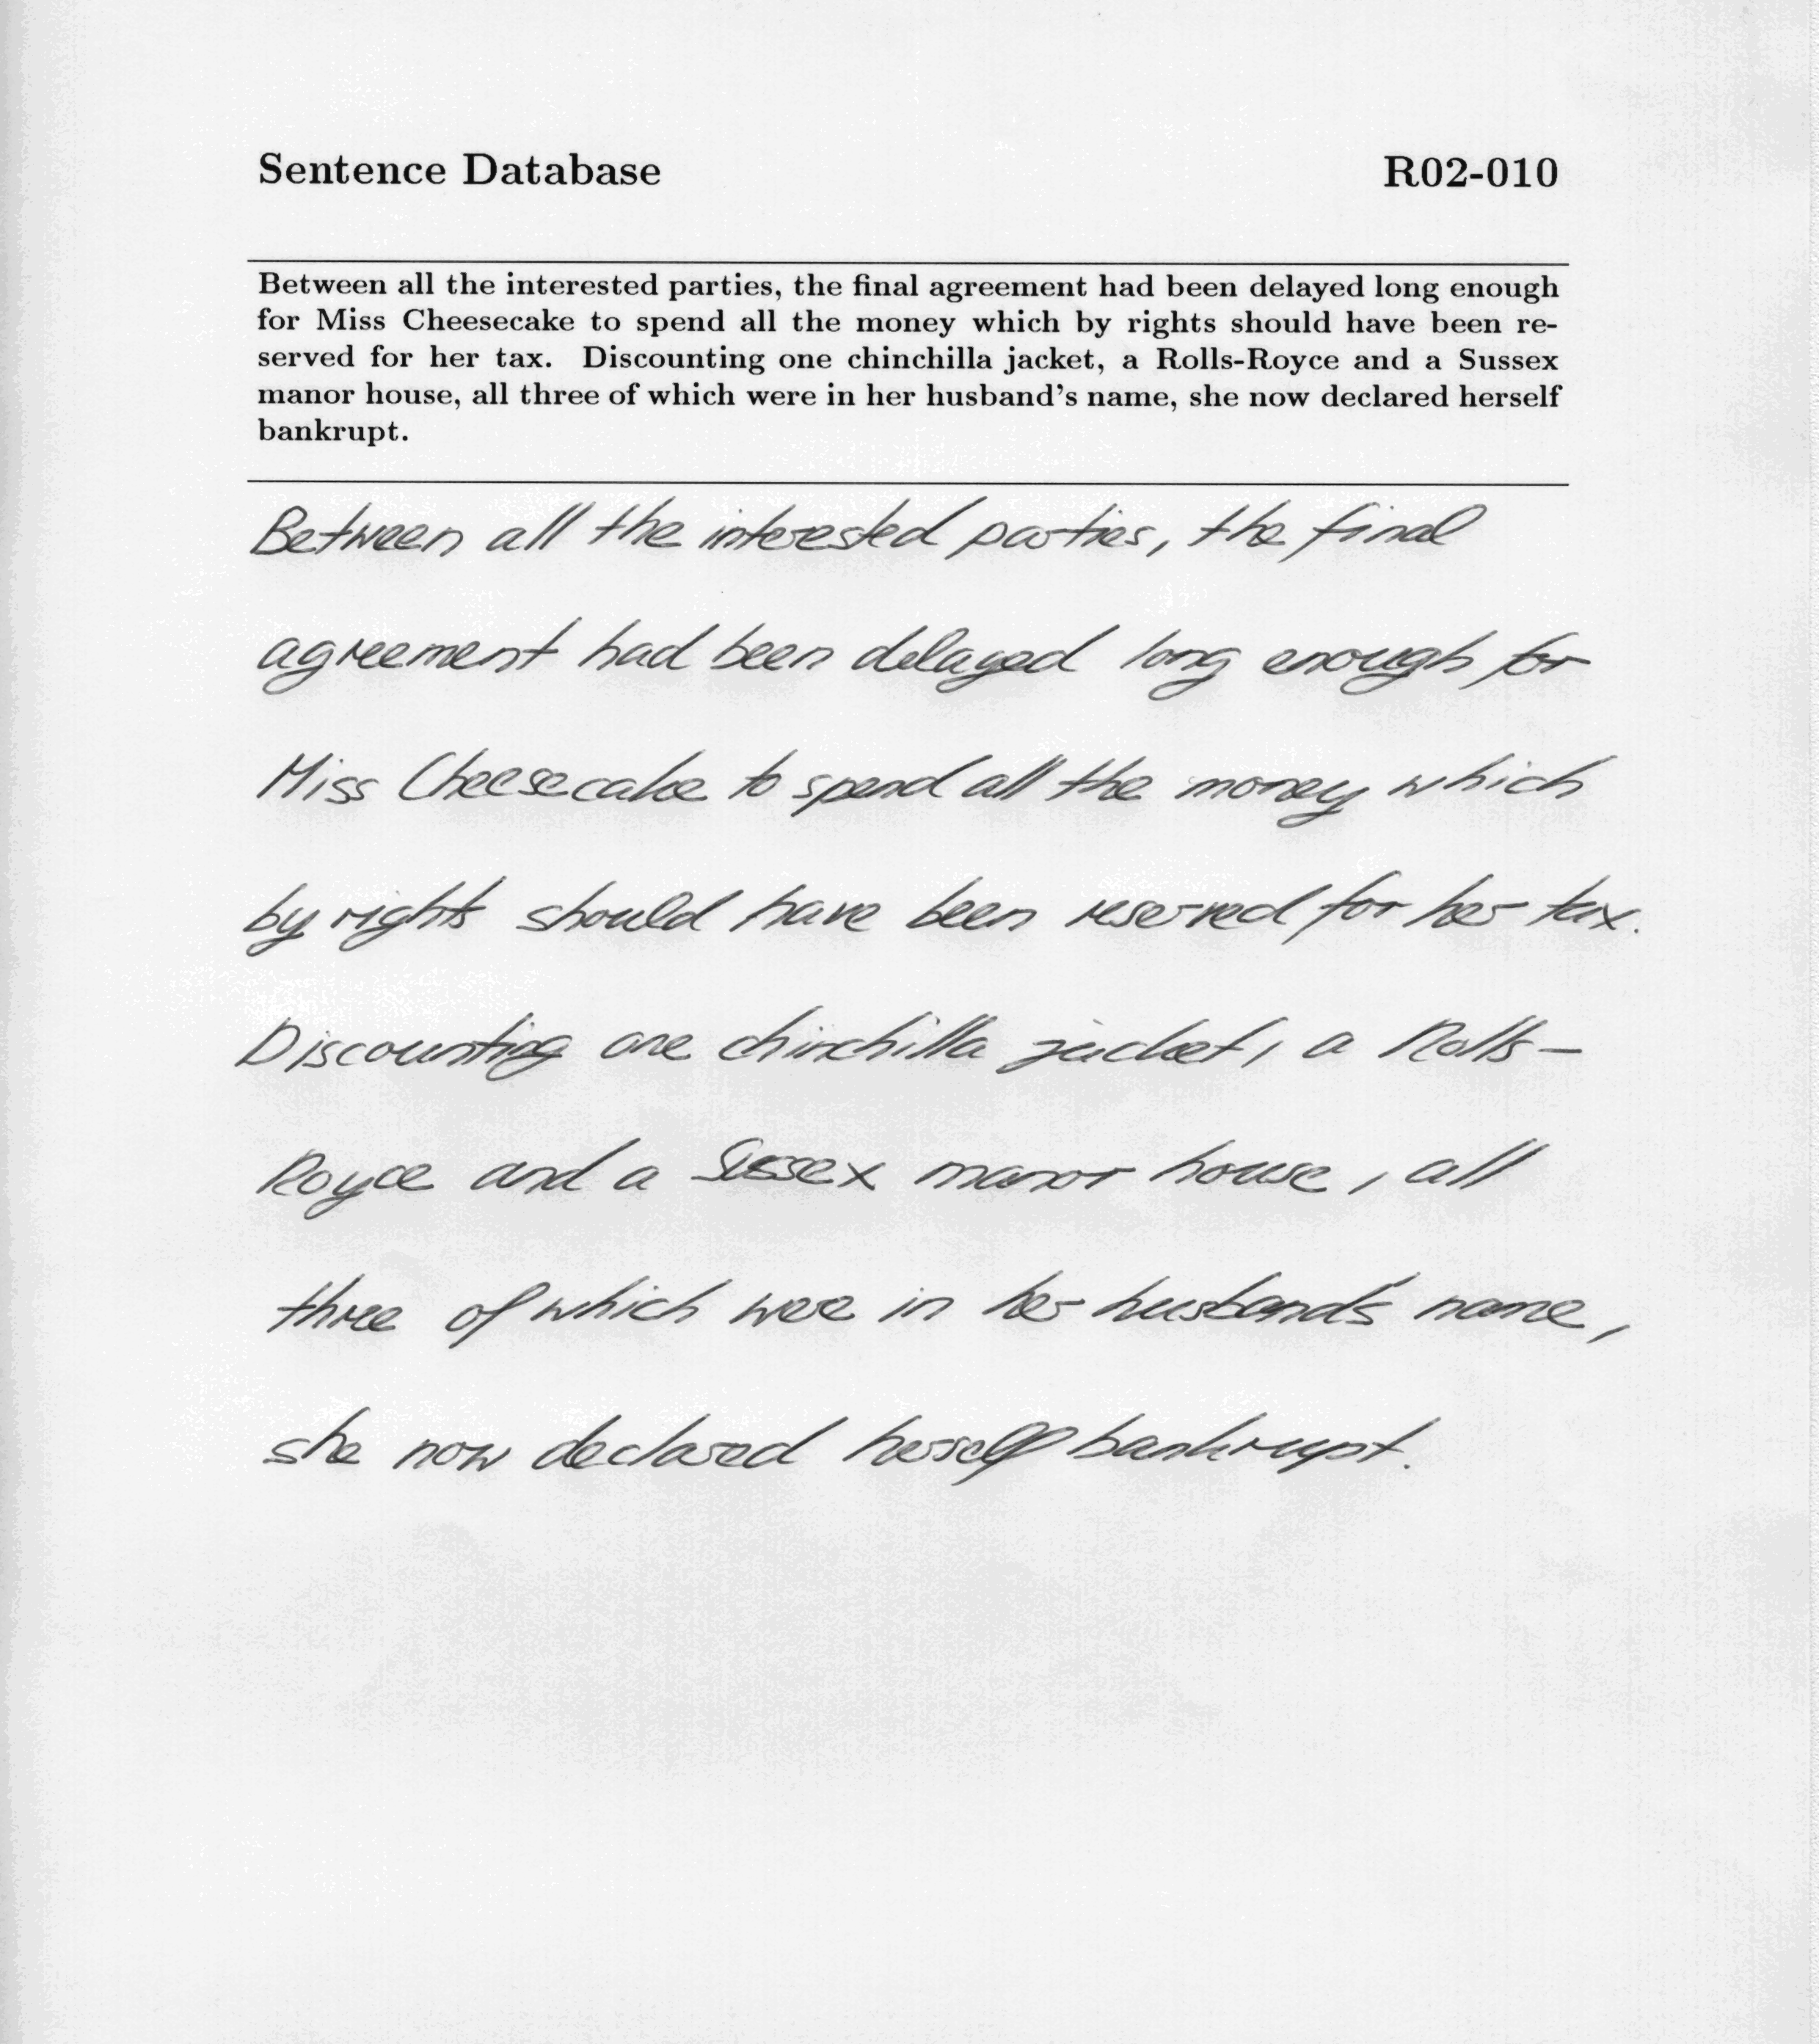 Sentence Database R02-010
Between all the interested parties, the final agreement had been delayed long enough
for Miss Cheesecake to spend all the money which by rights should have been re-
served for her tax. Discounting one chinchilla jacket, a Rolls-Royce and a Sussex
manor house, all three of which were in her husband's name, she now declared herself
bankrupt.
Between all the interested parties, the final
agreement had been delayed long enough for
Miss Cheesecake to spend all the money which
by rights should have been reserved for her tax.
Discounting one chinchilla jacket, a Rolls-
Royce and a Sussex manor house, all
three of which were in her husband's name,
she now declared herself bankrupt.